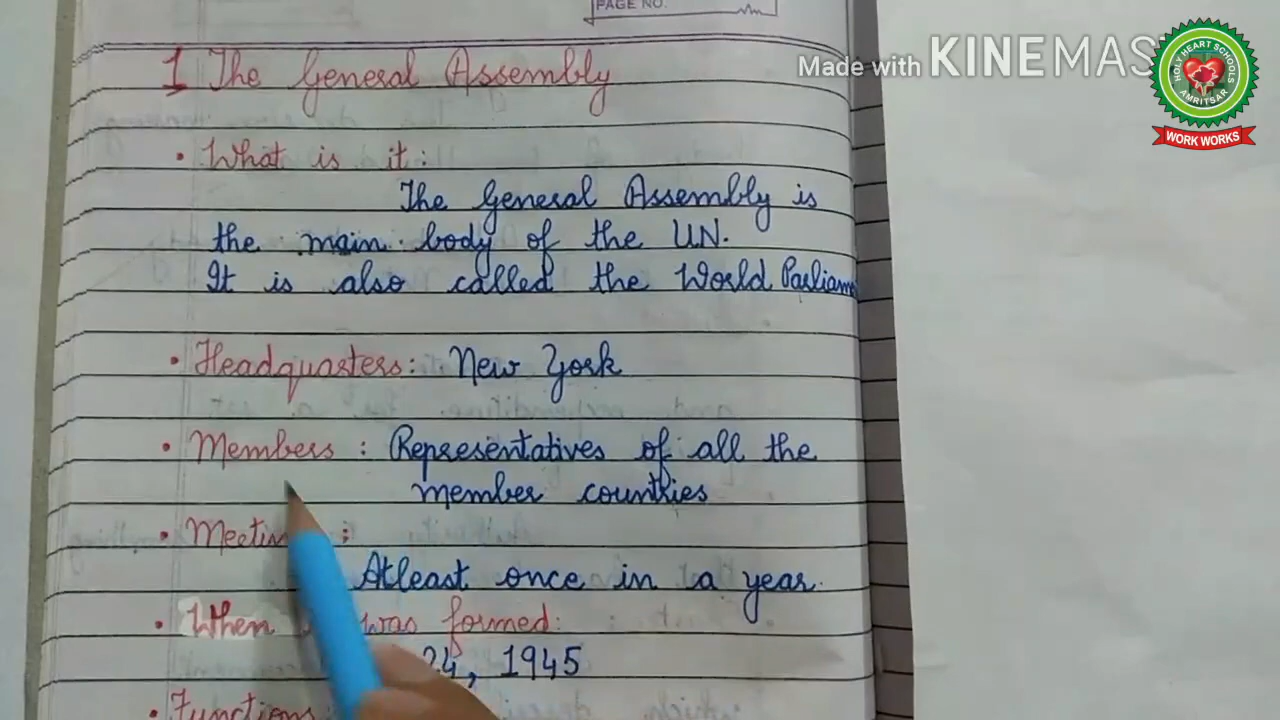 PAGE NO.
Made with KINEMAS
HOLY HEART SCHOOLS
AMRITSAR
WORK WORKS
1 The General Assembly
• What is it:
The General Assembly is
the main body of the UN.
It is also called the World Parliam
• Headquarters: New York
• Members: Representatives of all the
member countries
• Meetin :
Atleast once in a year.
• When was formed:
24, 1945
• Functions: